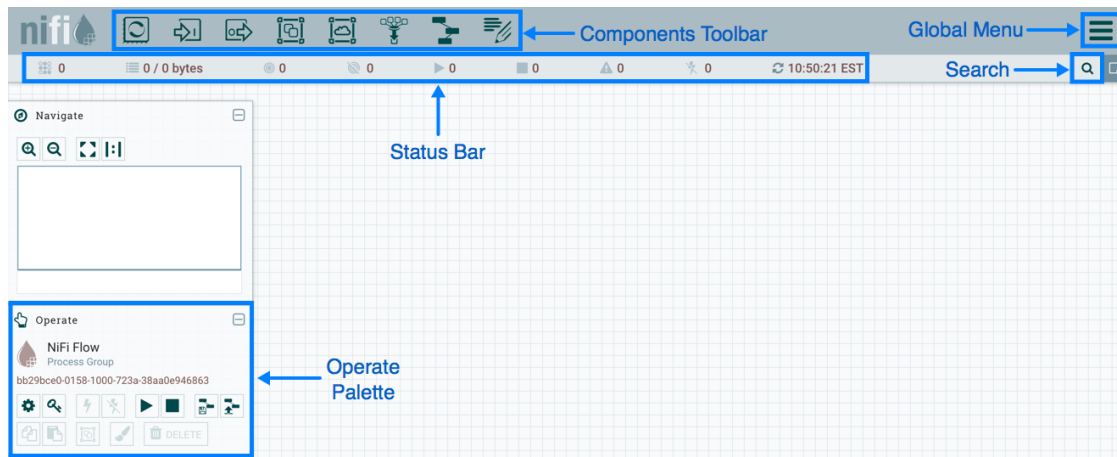 nifi
Components Toolbar
Global Menu
0
0 / 0 bytes
0
0
0
0
0
0
10:50:21 EST
Search
Status Bar
Navigate
Operate
NiFi Flow
Process Group
bb29bce0-0158-1000-723a-38aa0e946863
DELETE
Operate
Palette